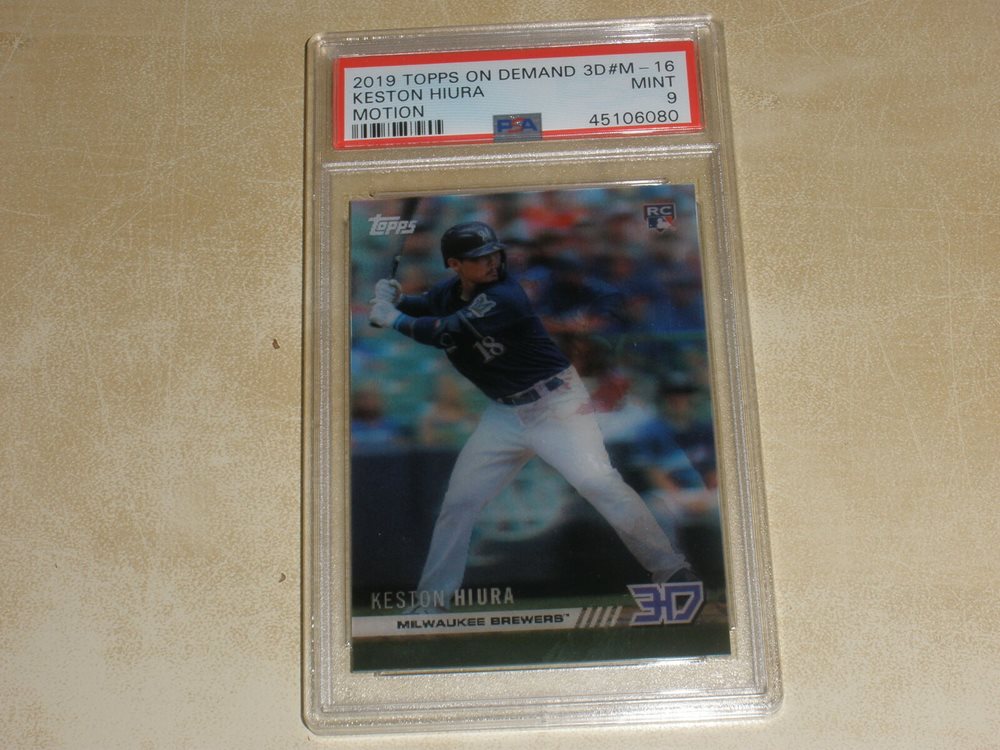 2019 TOPPS ON DEMAND 3D#M-16
KESTON HIURA MINT
MOTION 9
PSA 45106080
Topps
RC
18
KESTON HIURA
MILWAUKEE BREWERS™
3D